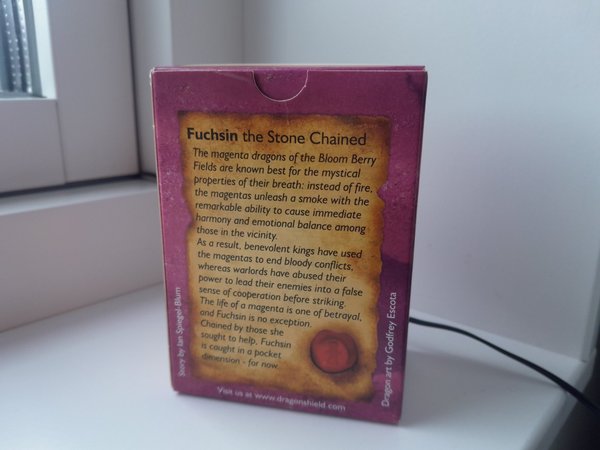 Fuchsin the Stone Chained
The magenta dragons of the Bloom Berry
Fields are known best for the mystical
properties of their breath: instead of fire,
the magentas unleash a smoke with the
remarkable ability to cause immediate
harmony and emotional balance among
those in the vicinity.
As a result, benevolent kings have used
the magentas to end bloody conflicts,
whereas warlords have abused their
power to lead their enemies into a false
sense of cooperation before striking.
The life of a magenta is one of betrayal,
and Fuchsin is no exception.
Chained by those she
sought to help, Fuchsin
is caught in a pocket
dimension - for now.
Story by Ian Spiegel-Blum
Dragon art by Godfrey Escota
Visit us at www.dragonshield.com